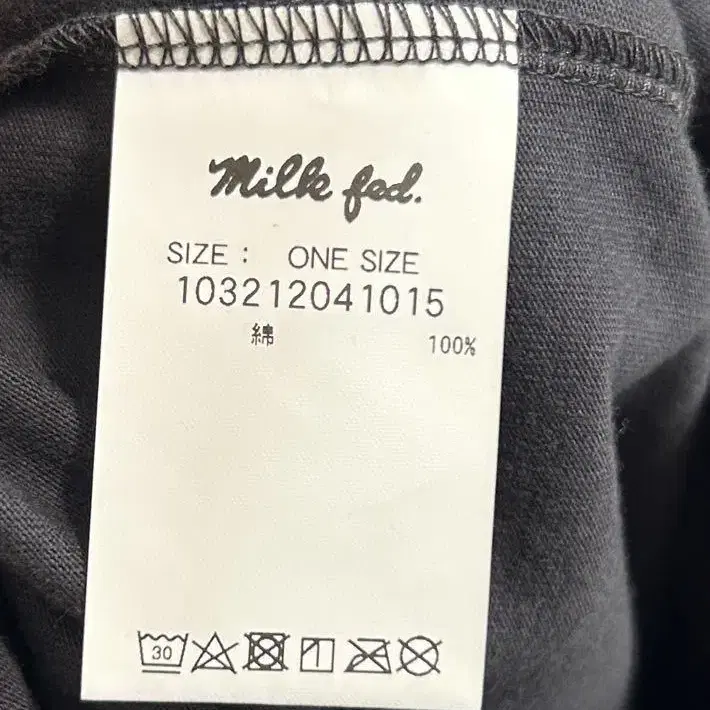 Milk fed.
SIZE : ONE SIZE
103212041015
綿 100%
30